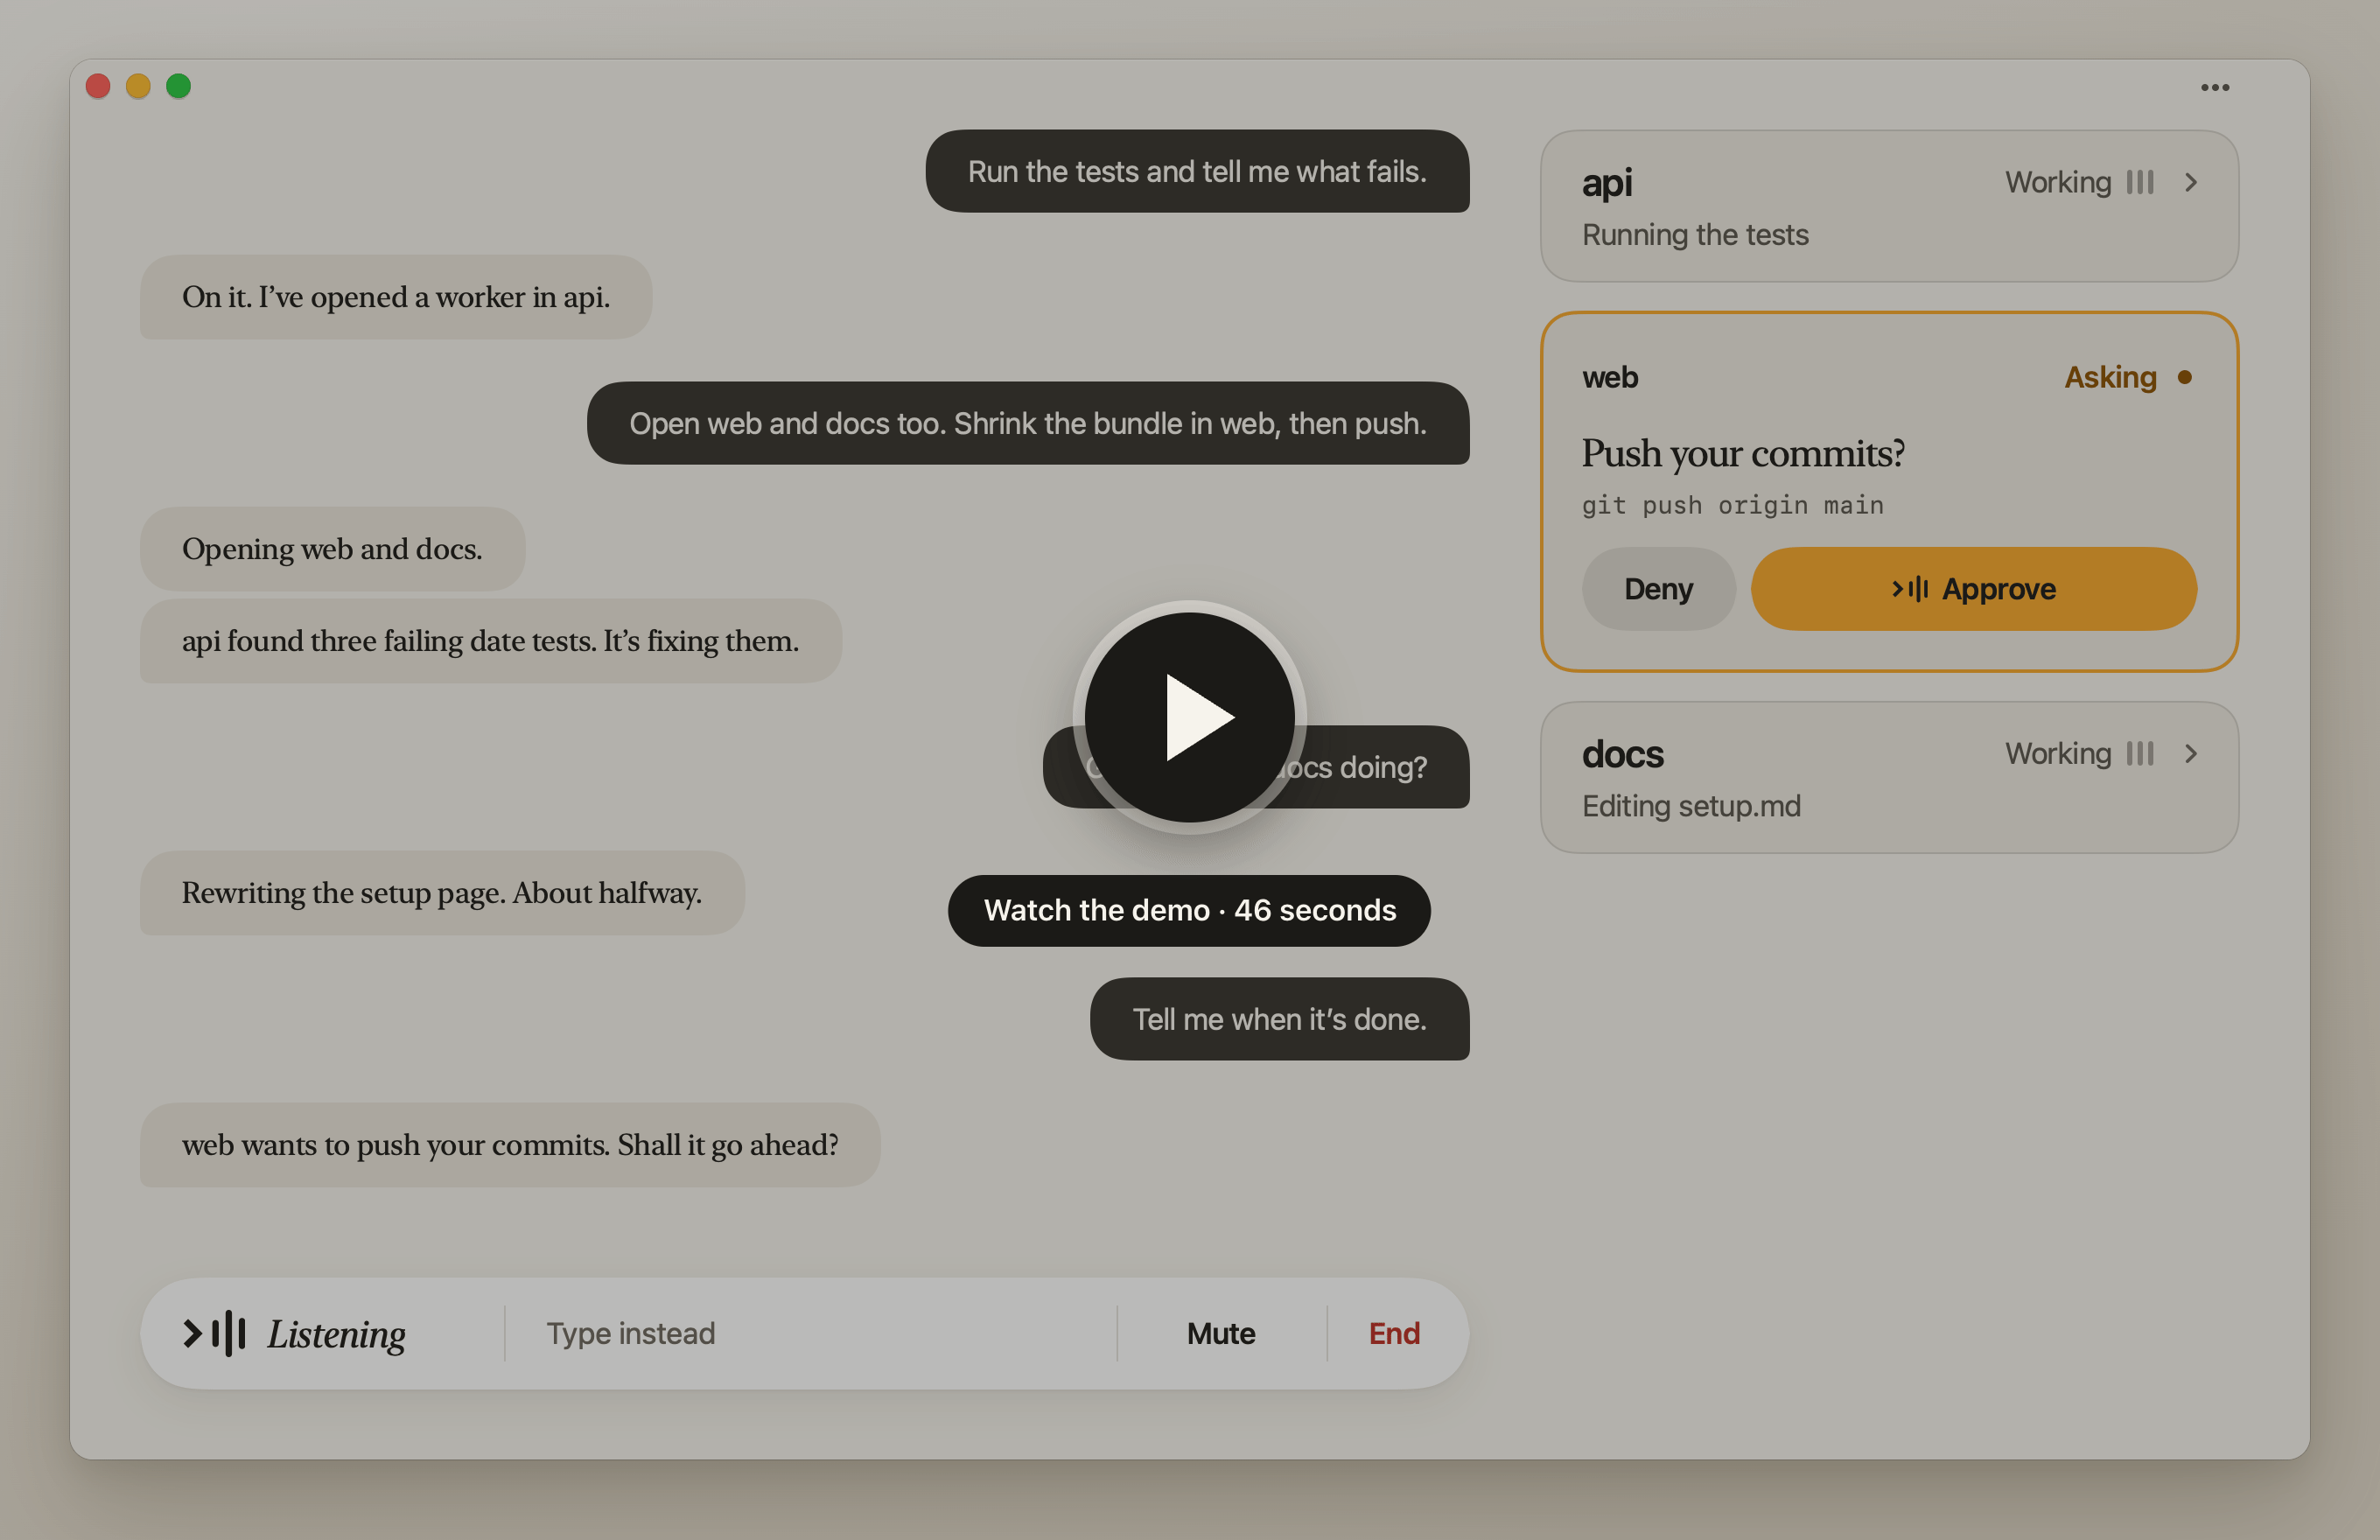 Run the tests and tell me what fails.
On it. I’ve opened a worker in api.
Open web and docs too. Shrink the bundle in web, then push.
Opening web and docs.
api found three failing date tests. It’s fixing them.
docs doing?
Rewriting the setup page. About halfway.
Watch the demo · 46 seconds
Tell me when it’s done.
web wants to push your commits. Shall it go ahead?
Listening
Type instead
Mute
End
api
Working
Running the tests
web
Asking
Push your commits?
git push origin main
Deny
Approve
docs
Working
Editing setup.md